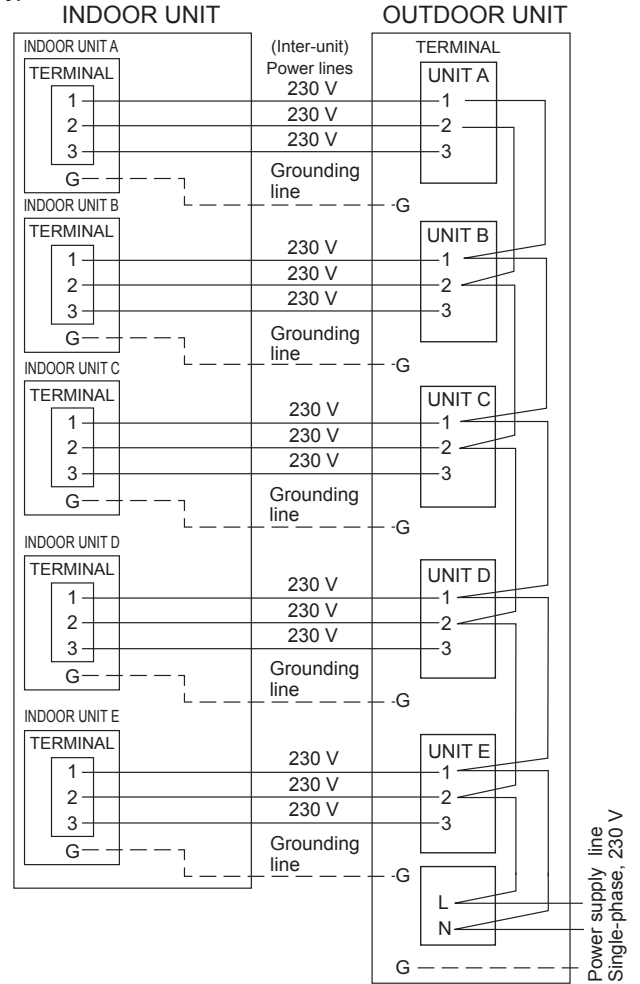 INDOOR UNIT
OUTDOOR UNIT
INDOOR UNIT A
(Inter-unit)
Power lines
TERMINAL
TERMINAL
UNIT A
1
230 V
1
2
230 V
2
3
230 V
3
G
Grounding
line
G
INDOOR UNIT B
TERMINAL
UNIT B
1
230 V
1
2
230 V
2
3
230 V
3
G
Grounding
line
G
INDOOR UNIT C
TERMINAL
UNIT C
1
230 V
1
2
230 V
2
3
230 V
3
G
Grounding
line
G
INDOOR UNIT D
TERMINAL
UNIT D
1
230 V
1
2
230 V
2
3
230 V
3
G
Grounding
line
G
INDOOR UNIT E
TERMINAL
UNIT E
1
230 V
1
2
230 V
2
3
230 V
3
G
Grounding
line
G
L
N
G
Power supply line
Single-phase, 230 V